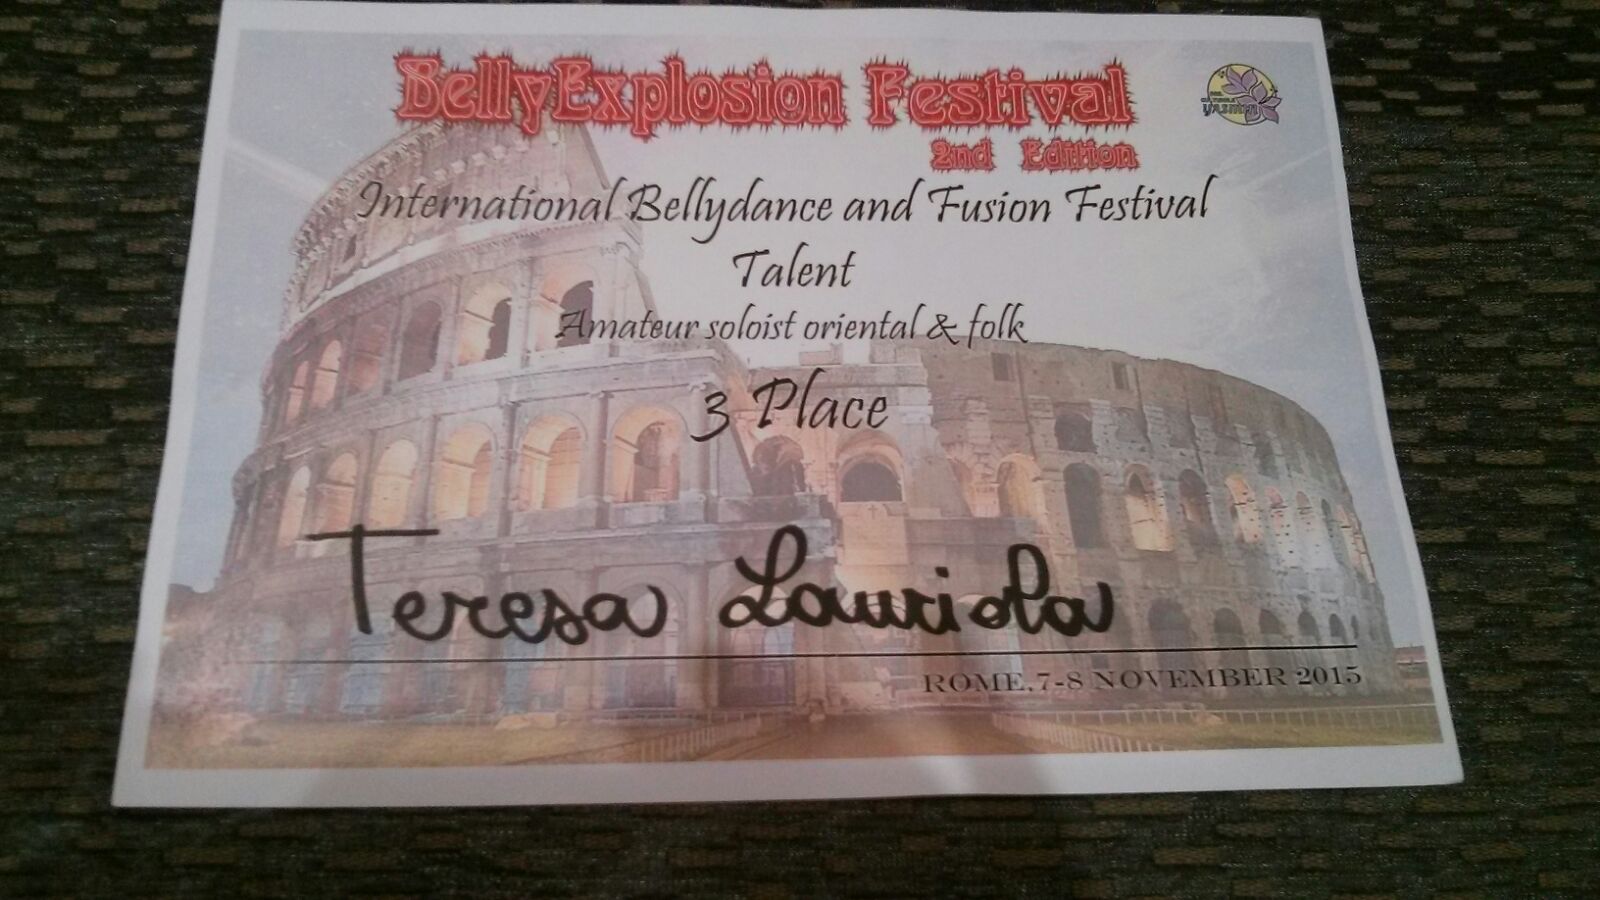 BellyExplosion Festival
2nd Edition
YASMIN
International Bellydance and Fusion Festival
Talent
Amateur soloist oriental & folk
3 Place
Teresa Lauriola
ROME, 7-8 NOVEMBER 2015